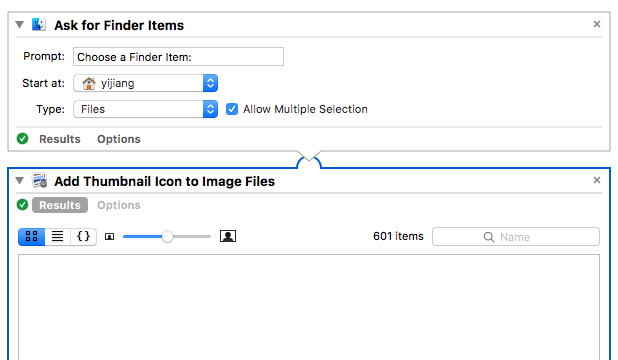 Ask for Finder Items
Prompt: Choose a Finder Item:
Start at: yijiang
Type: Files Allow Multiple Selection
Results Options
Add Thumbnail Icon to Image Files
Results Options
{} 601 items Name